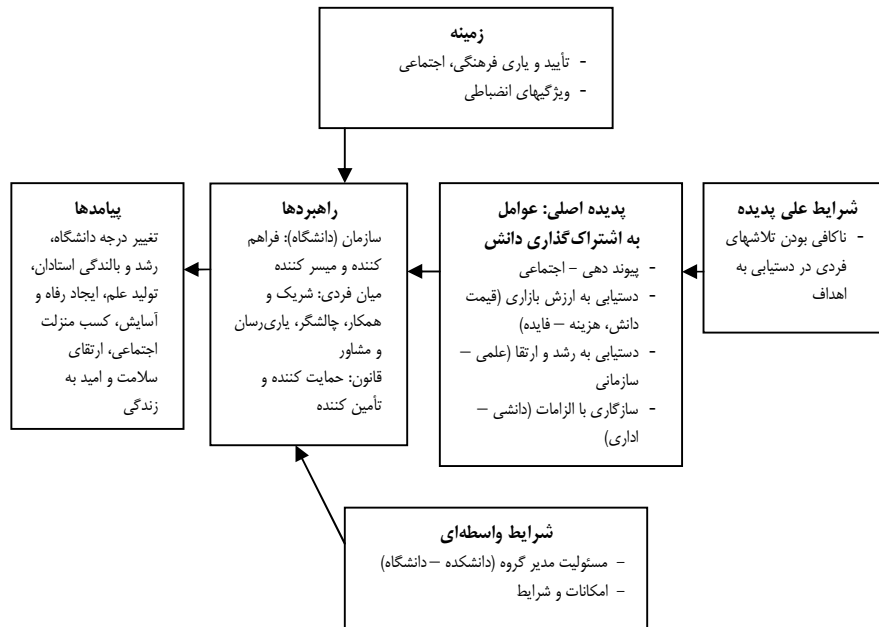 زمینه
- تأیید و یاری فرهنگی، اجتماعی
- ویژگیهای انضباطی
شرایط علی پدیده
- ناکافی بودن تلاشهای
فردی در دستیابی به
اهداف
پدیده اصلی: عوامل
به اشتراک‌گذاری دانش
- پیوند دهی - اجتماعی
- دستیابی به ارزش بازاری (قیمت
دانش، هزینه – فایده)
- دستیابی به رشد و ارتقا (علمی –
سازمانی
- سازگاری با الزامات (دانشی –
اداری)
راهبردها
سازمان (دانشگاه): فراهم
کننده و میسر کننده
میان فردی: شریک و
همکار، چالشگر، یاری‌رسان
و مشاور
قانون: حمایت کننده و
تأمین کننده
پیامدها
تغییر درجه دانشگاه،
رشد و بالندگی استادان،
تولید علم، ایجاد رفاه و
آسایش، کسب منزلت
اجتماعی، ارتقای
سلامت و امید به
زندگی
شرایط واسطه‌ای
– مسئولیت مدیر گروه (دانشکده – دانشگاه)
– امکانات و شرایط